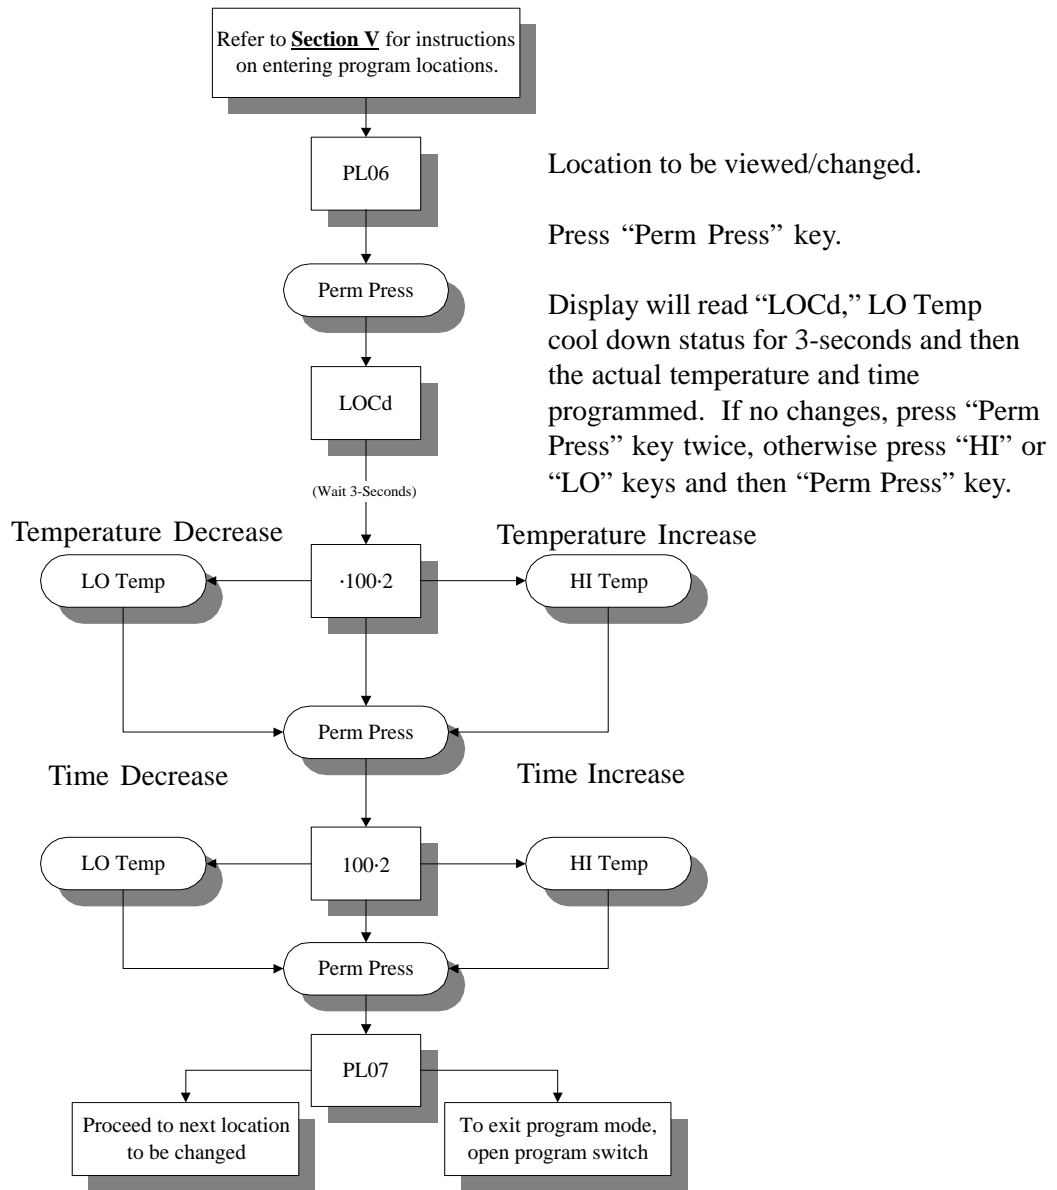 Refer to Section V for instructions
on entering program locations.
PL06
Location to be viewed/changed.
Press “Perm Press” key.
Perm Press
Display will read “LOCd,” LO Temp
cool down status for 3-seconds and then
the actual temperature and time
programmed. If no changes, press “Perm
Press” key twice, otherwise press “HI” or
“LO” keys and then “Perm Press” key.
LOCd
(Wait 3-Seconds)
Temperature Decrease
Temperature Increase
LO Temp
·100·2
HI Temp
Perm Press
Time Decrease
Time Increase
LO Temp
100·2
HI Temp
Perm Press
PL07
Proceed to next location
to be changed
To exit program mode,
open program switch